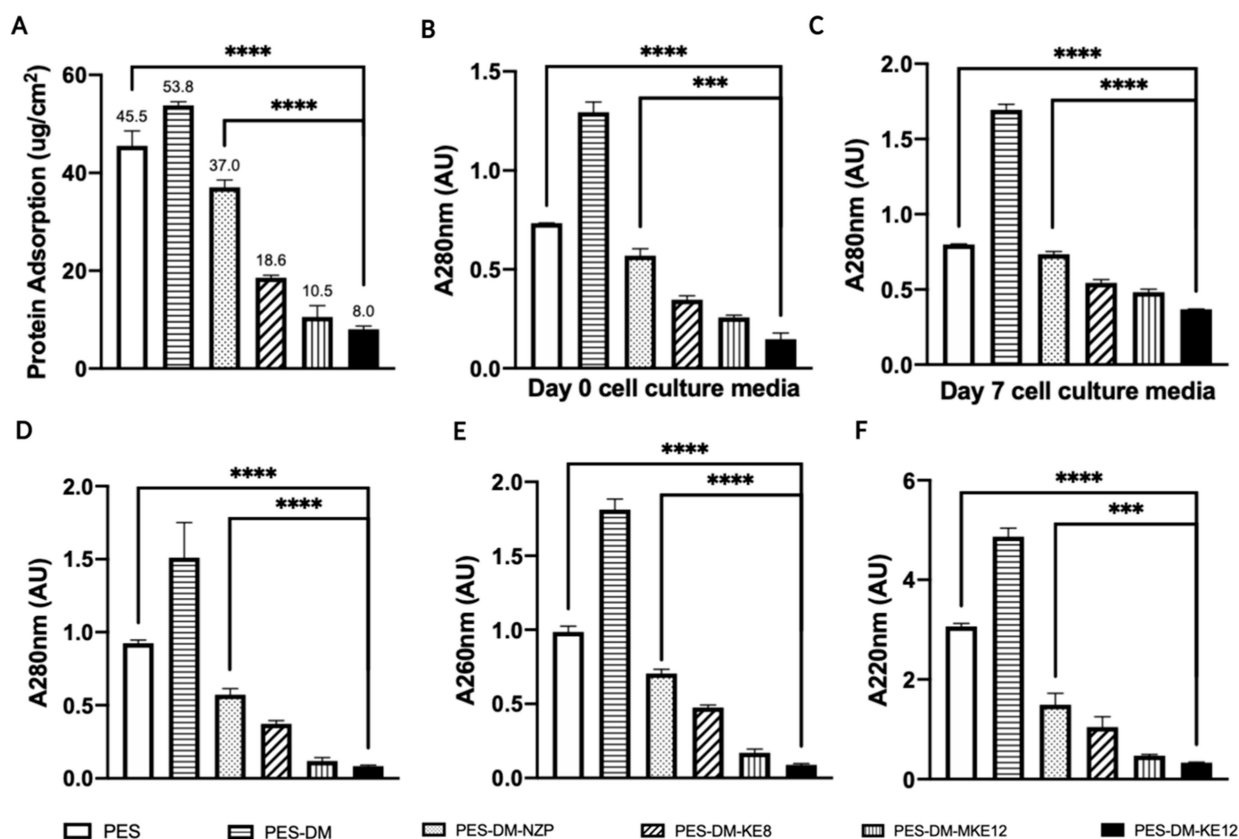 A
B
C
Protein Adsorption (ug/cm²)
60
40
20
0
45.5
53.8
37.0
18.6
10.5
8.0
****
****
A280nm (AU)
1.5
1.0
0.5
0.0
****
***
Day 0 cell culture media
A280nm (AU)
2.0
1.5
1.0
0.5
0.0
****
****
Day 7 cell culture media
D
E
F
A280nm (AU)
2.0
1.5
1.0
0.5
0.0
****
****
A260nm (AU)
2.0
1.5
1.0
0.5
0.0
****
****
A220nm (AU)
6
4
2
0
****
***
PES
PES-DM
PES-DM-NZP
PES-DM-KE8
PES-DM-MKE12
PES-DM-KE12